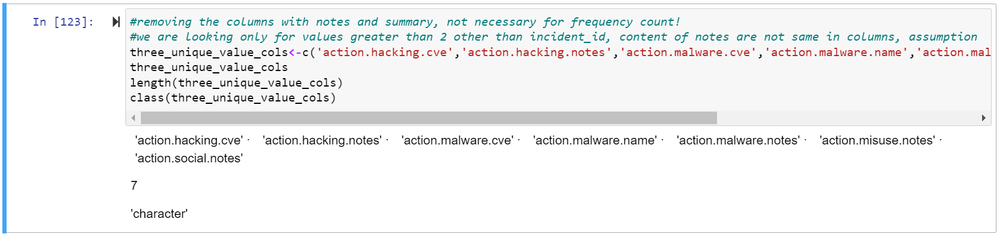 In [123]:
#removing the columns with notes and summary, not necessary for frequency count!
#we are looking only for values greater than 2 other than incident_id, content of notes are not same in columns, assumption
three_unique_value_cols<-c('action.hacking.cve','action.hacking.notes','action.malware.cve','action.malware.name','action.mal
three_unique_value_cols
length(three_unique_value_cols)
class(three_unique_value_cols)
'action.hacking.cve' · 'action.hacking.notes' · 'action.malware.cve' · 'action.malware.name' · 'action.malware.notes' · 'action.misuse.notes' ·
'action.social.notes'
7
'character'